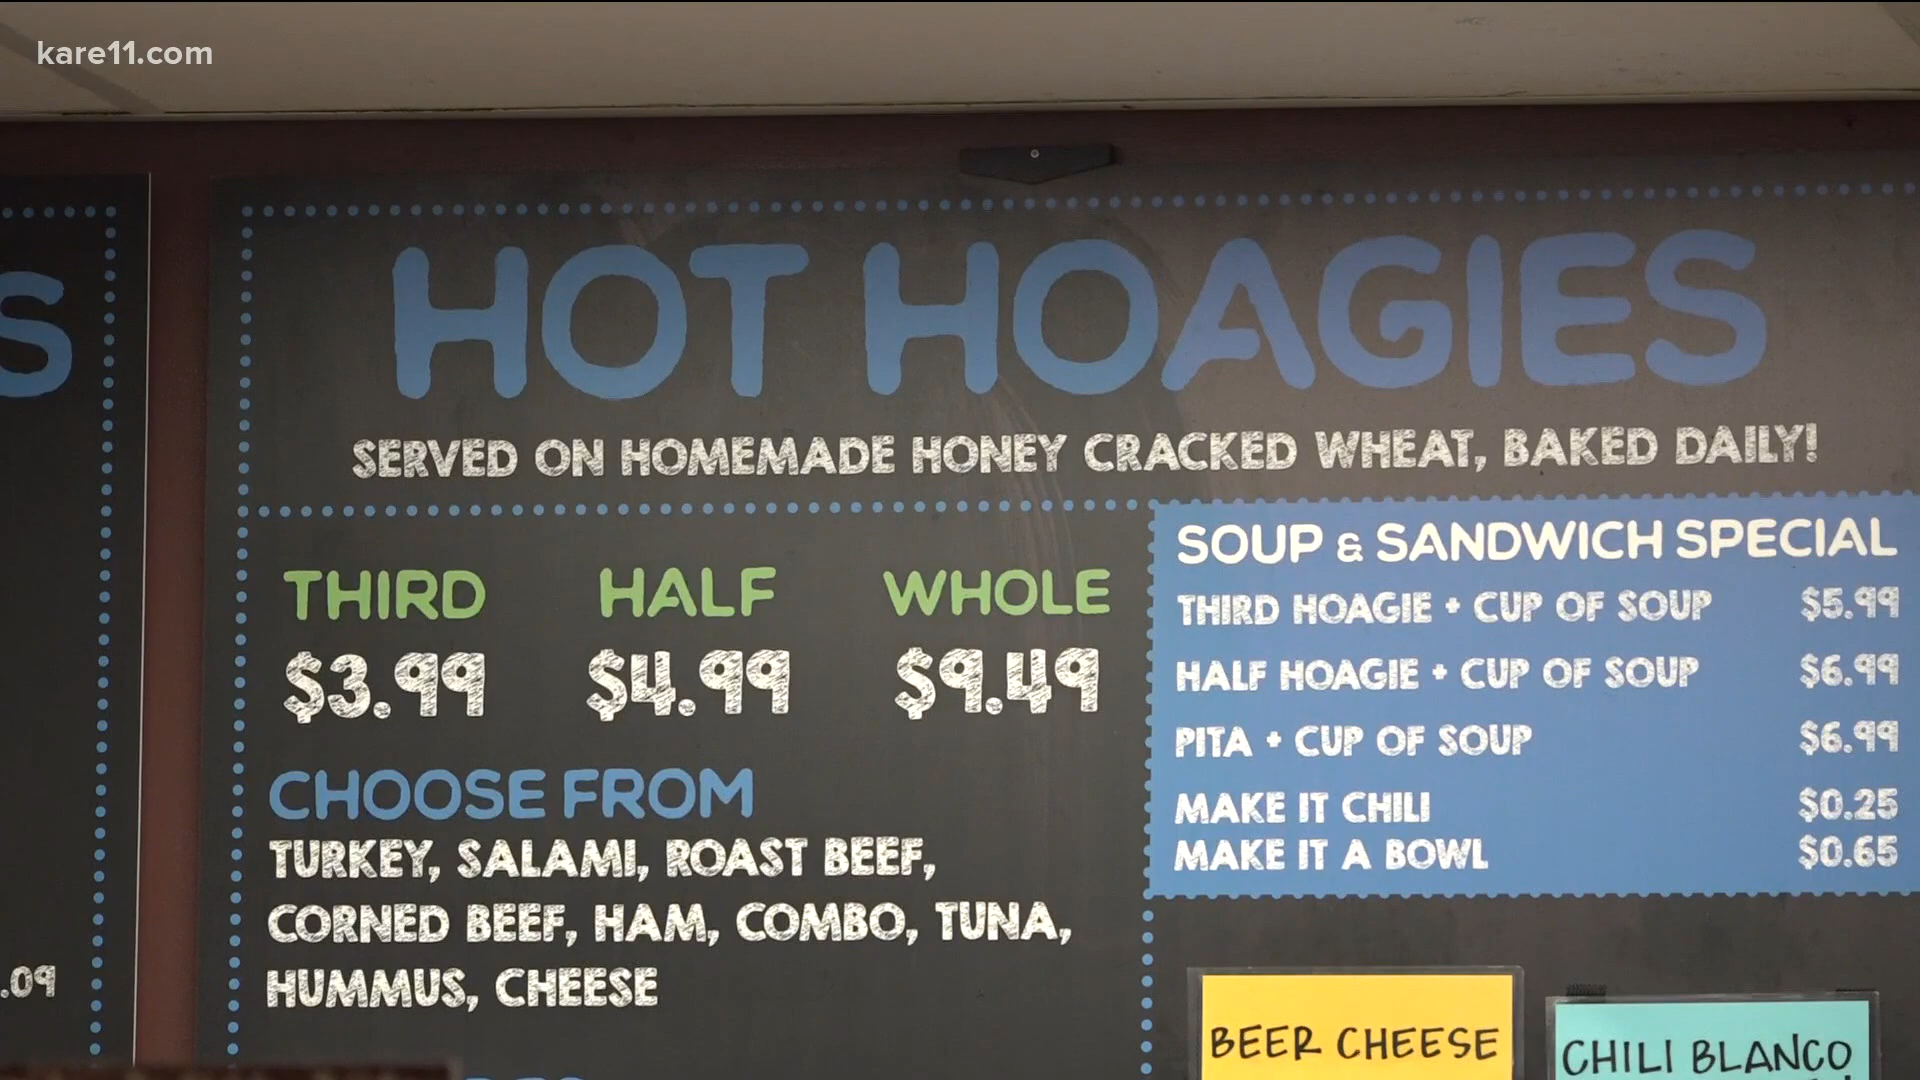 kare11.com
S
.09
HOT HOAGIES
SERVED ON HOMEMADE HONEY CRACKED WHEAT, BAKED DAILY!
THIRD HALF WHOLE
$3.99 $4.99 $9.49
CHOOSE FROM
TURKEY, SALAMI, ROAST BEEF,
CORNED BEEF, HAM, COMBO, TUNA,
HUMMUS, CHEESE
SOUP & SANDWICH SPECIAL
THIRD HOAGIE + CUP OF SOUP $5.99
HALF HOAGIE + CUP OF SOUP $6.99
PITA + CUP OF SOUP $6.99
MAKE IT CHILI $0.25
MAKE IT A BOWL $0.65
BEER CHEESE
CHILI BLANCO